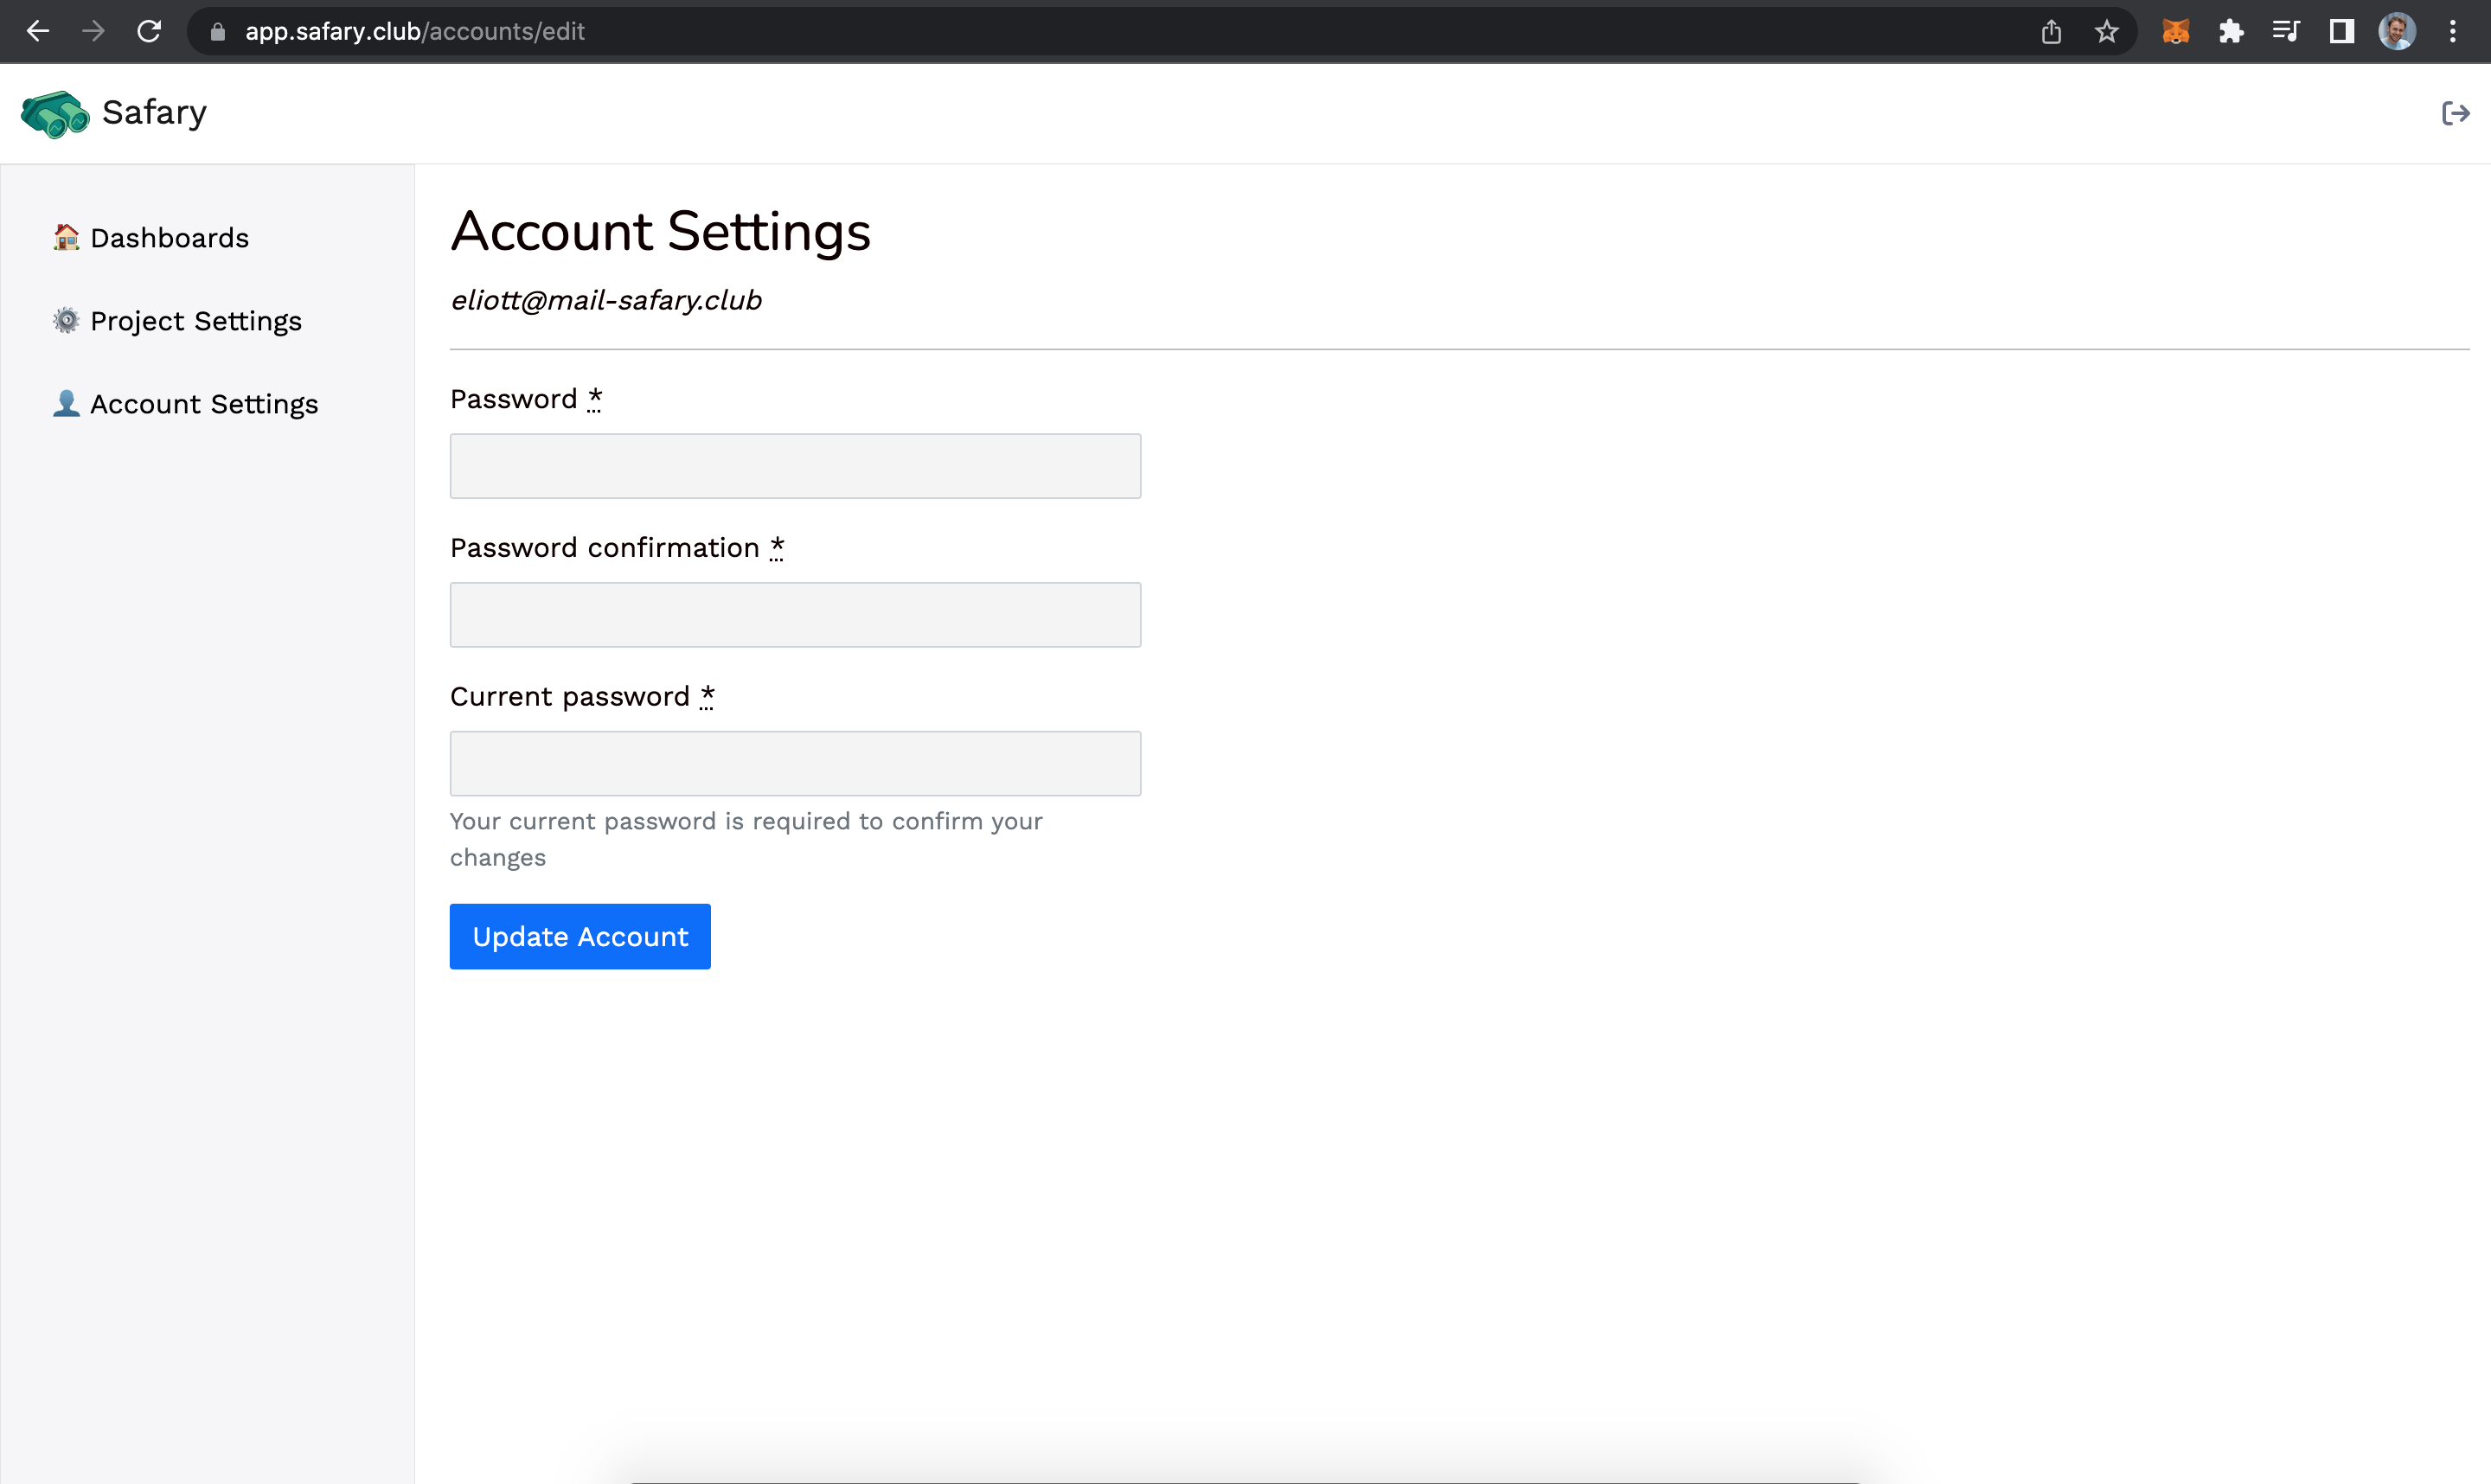 app.safary.club/accounts/edit
Safary
Dashboards
Project Settings
Account Settings
Account Settings
eliott@mail-safary.club
Password *
Password confirmation *
Current password *
Your current password is required to confirm your
changes
Update Account